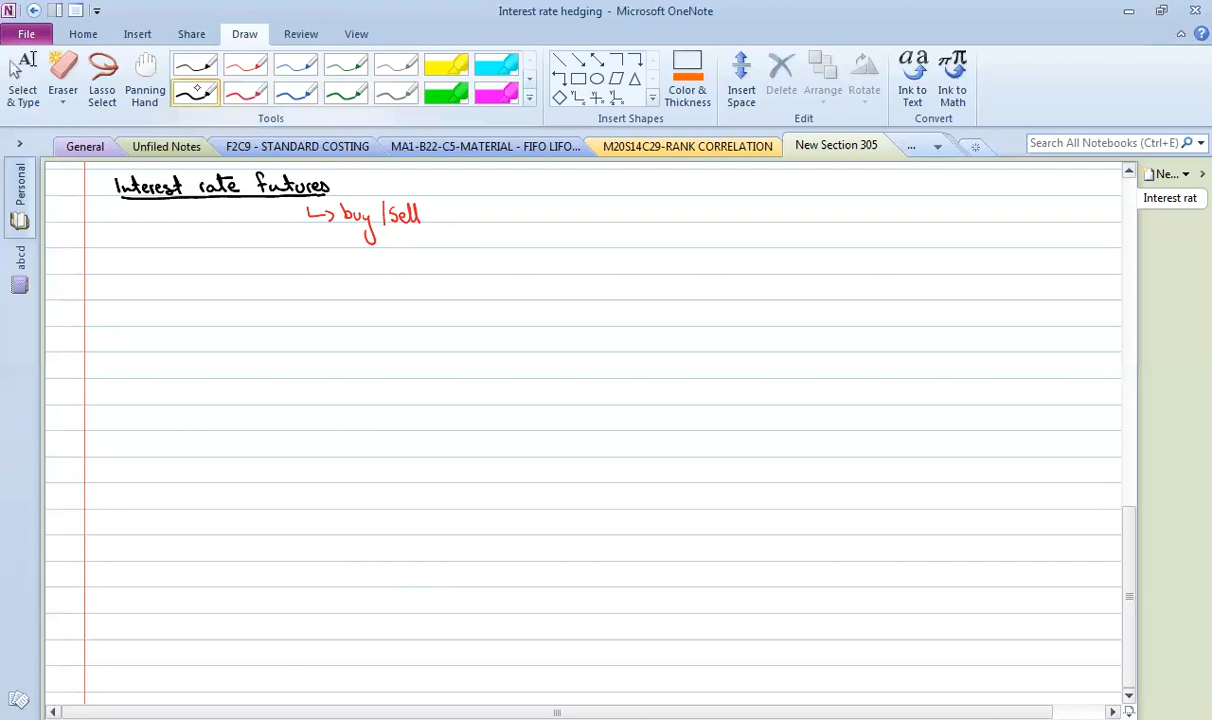 Interest rate hedging - Microsoft OneNote
File Home Insert Share Draw Review View
Select & Type
Eraser
Lasso Select
Panning Hand
Color & Thickness
Insert Space
Delete
Arrange
Rotate
Ink to Text
Ink to Math
Tools Insert Shapes Edit Convert
General Unfiled Notes F2C9 - STANDARD COSTING MA1-B22-C5-MATERIAL - FIFO LIFO... M20S14C29-RANK CORRELATION New Section 305 ... Search All Notebooks (Ctrl+E)
Personal
abcd
Ne...
Interest rat
Interest rate futures
↳ buy / Sell